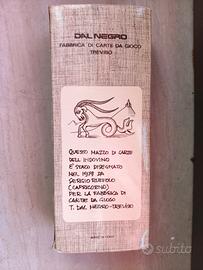 DAL NEGRO
FABBRICA DI CARTE DA GIOCO
TREVISO
QUESTO MAZZO DI CARTE
DELL'INDOVINO
È STATO DISEGNATO
NEL 1979 DA
SERGIO RUFFOLO
(CAPRICORNO)
PER LA FABBRICA DI
CARTE DA GIOCO
T. DAL NEGRO - TREVISO
subito